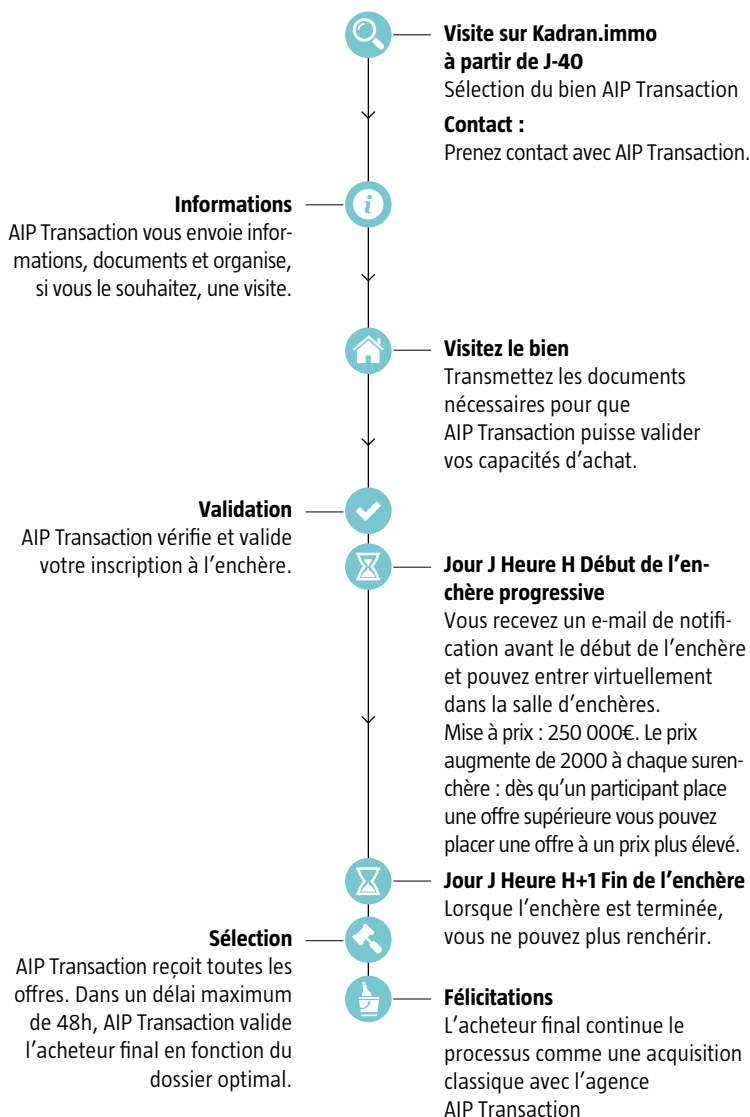 Visite sur Kadran.immo
à partir de J-40
Sélection du bien AIP Transaction
Contact :
Prenez contact avec AIP Transaction.
Informations
AIP Transaction vous envoie infor-
mations, documents et organise,
si vous le souhaitez, une visite.
Visitez le bien
Transmettez les documents
nécessaires pour que
AIP Transaction puisse valider
vos capacités d'achat.
Validation
AIP Transaction vérifie et valide
votre inscription à l'enchère.
Jour J Heure H Début de l'en-
chère progressive
Vous recevez un e-mail de notifi-
cation avant le début de l'enchère
et pouvez entrer virtuellement
dans la salle d'enchères.
Mise à prix : 250 000€. Le prix
augmente de 2000 à chaque suren-
chère : dès qu'un participant place
une offre supérieure vous pouvez
placer une offre à un prix plus élevé.
Jour J Heure H+1 Fin de l'enchère
Lorsque l'enchère est terminée,
vous ne pouvez plus renchérir.
Sélection
AIP Transaction reçoit toutes les
offres. Dans un délai maximum
de 48h, AIP Transaction valide
l'acheteur final en fonction du
dossier optimal.
Félicitations
L'acheteur final continue le
processus comme une acquisition
classique avec l'agence
AIP Transaction